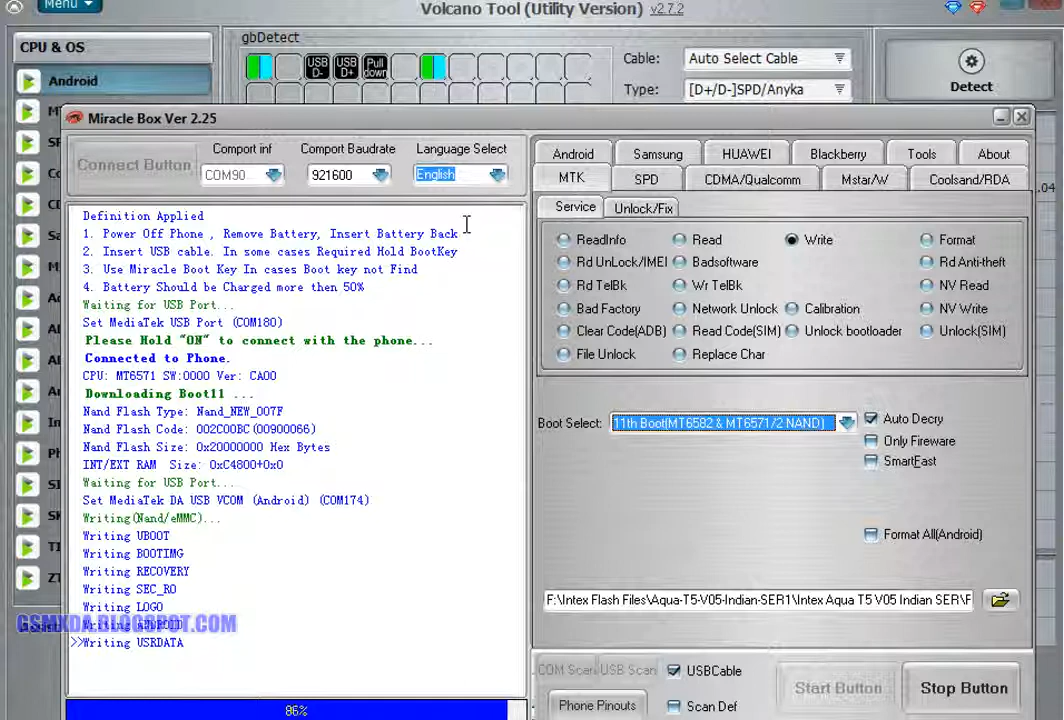 Menu
Volcano Tool (Utility Version) v2.7.2
CPU & OS
Android
gbDetect
USB D-
USB D+
Pull down
Cable:
Auto Select Cable
Type:
[D+/D-]SPD/Anyka
Detect
Miracle Box Ver 2.25
Connect Button
Comport inf
COM90
Comport Baudrate
921600
Language Select
English
Definition Applied
1. Power Off Phone , Remove Battery, Insert Battery Back
2. Insert USB cable. In some cases Required Hold BootKey
3. Use Miracle Boot Key In cases Boot key not Find
4. Battery Should be Charged more then 50%
Waiting for USB Port...
Set MediaTek USB Port (COM180)
Please Hold "ON" to connect with the phone...
Connected to Phone.
CPU: MT6571 SW:0000 Ver: CA00
Downloading Boot11 ...
Nand Flash Type: Nand_NEW_007F
Nand Flash Code: 002C00BC(00900066)
Nand Flash Size: 0x20000000 Hex Bytes
INT/EXT RAM Size: 0xC4800+0x0
Waiting for USB Port...
Set MediaTek DA USB VCOM (Android) (COM174)
Writing(Nand/eMMC)...
Writing UBOOT
Writing BOOTIMG
Writing RECOVERY
Writing SEC_RO
Writing LOGO
GSMXDA.BLOGSPOT.COM
Writing ANDROID
>>Writing USRDATA
86%
Android
Samsung
HUAWEI
Blackberry
Tools
About
MTK
SPD
CDMA/Qualcomm
Mstar/W
Coolsand/RDA
Service
Unlock/Fix
ReadInfo
Read
Write
Format
Rd UnLock/IMEI
Badsoftware
Rd Anti-theft
Rd TelBk
Wr TelBk
NV Read
Bad Factory
Network Unlock
Calibration
NV Write
Clear Code(ADB)
Read Code(SIM)
Unlock bootloader
Unlock(SIM)
File Unlock
Replace Char
Boot Select:
11th Boot(MT6582 & MT6571/2 NAND)
Auto Decry
Only Fireware
SmartEast
Format All(Android)
F:\Intex Flash Files\Aqua-T5-V05-Indian-SER1\Intex Aqua T5 V05 Indian SER\F
COM Scan
USB Scan
USBCable
Phone Pinouts
Scan Def
Start Button
Stop Button